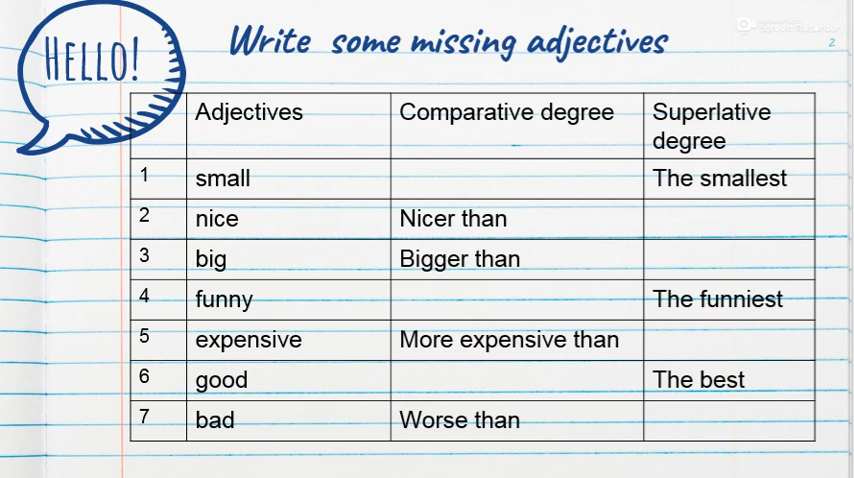 HELLO!
Write some missing adjectives
2
Adjectives Comparative degree Superlative
degree
1 small The smallest
2 nice Nicer than
3 big Bigger than
4 funny The funniest
5 expensive More expensive than
6 good The best
7 bad Worse than